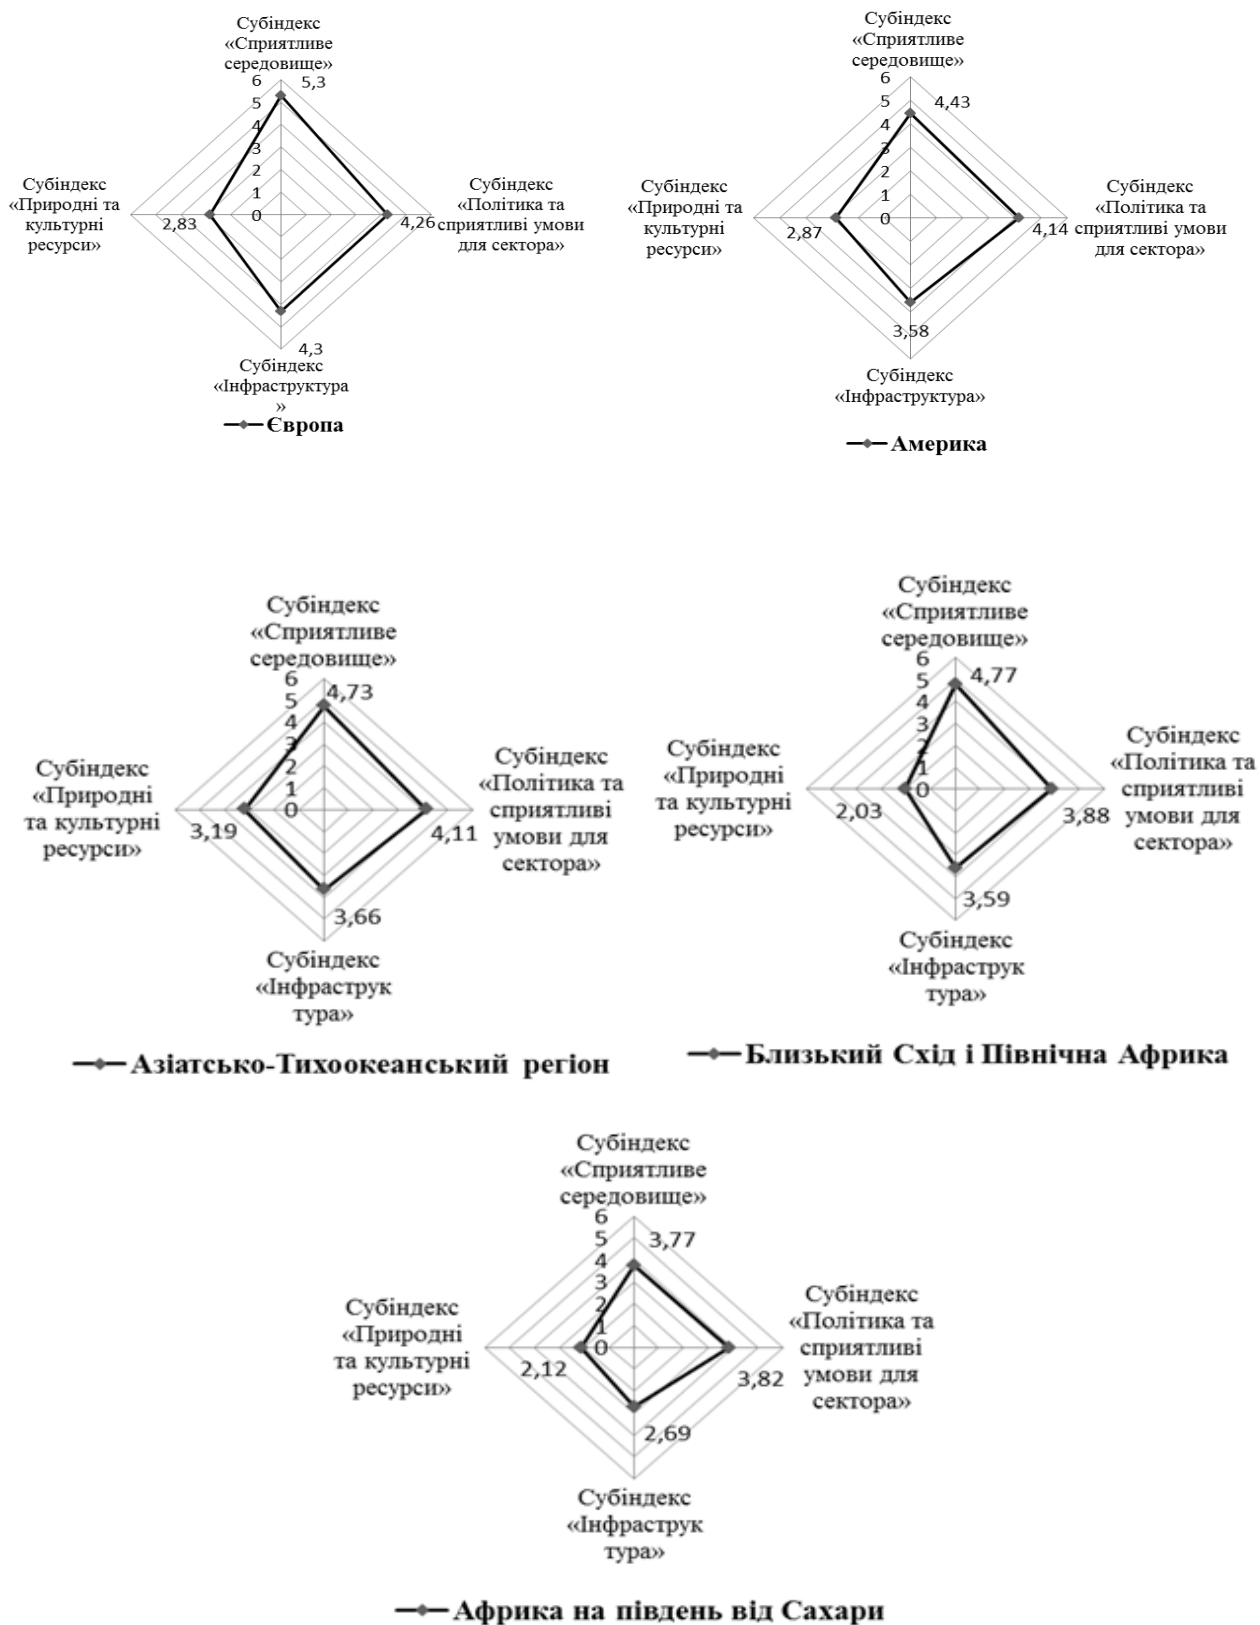 Субіндекс
«Сприятливе
середовище»
6
5,3
5
4
3
2
1
0
Субіндекс
«Природні та
культурні
ресурси»
2,83
Субіндекс
«Політика та
сприятливі умови
для сектора»
4,26
4,3
Субіндекс
«Інфраструктура
»
Європа
Субіндекс
«Сприятливе
середовище»
6
5
4,43
4
3
2
1
0
Субіндекс
«Природні та
культурні
ресурси»
2,87
Субіндекс
«Політика та
сприятливі умови
для сектора»
4,14
3,58
Субіндекс
«Інфраструктура»
Америка
Субіндекс
«Сприятливе
середовище»
6
4,73
5
4
3
2
1
0
Субіндекс
«Природні
та культурні
ресурси»
3,19
Субіндекс
«Політика та
сприятливі
умови для
сектора»
4,11
3,66
Субіндекс
«Інфраструк
тура»
Азіатсько-Тихоокеанський регіон
Субіндекс
«Сприятливе
середовище»
6
4,77
5
4
3
2
1
0
Субіндекс
«Природні
та культурні
ресурси»
2,03
Субіндекс
«Політика та
сприятливі
умови для
сектора»
3,88
3,59
Субіндекс
«Інфраструк
тура»
Близький Схід і Північна Африка
Субіндекс
«Сприятливе
середовище»
6
3,77
5
4
3
2
1
0
Субіндекс
«Природні
та культурні
ресурси»
2,12
Субіндекс
«Політика та
сприятливі
умови для
сектора»
3,82
2,69
Субіндекс
«Інфраструк
тура»
Африка на південь від Сахари